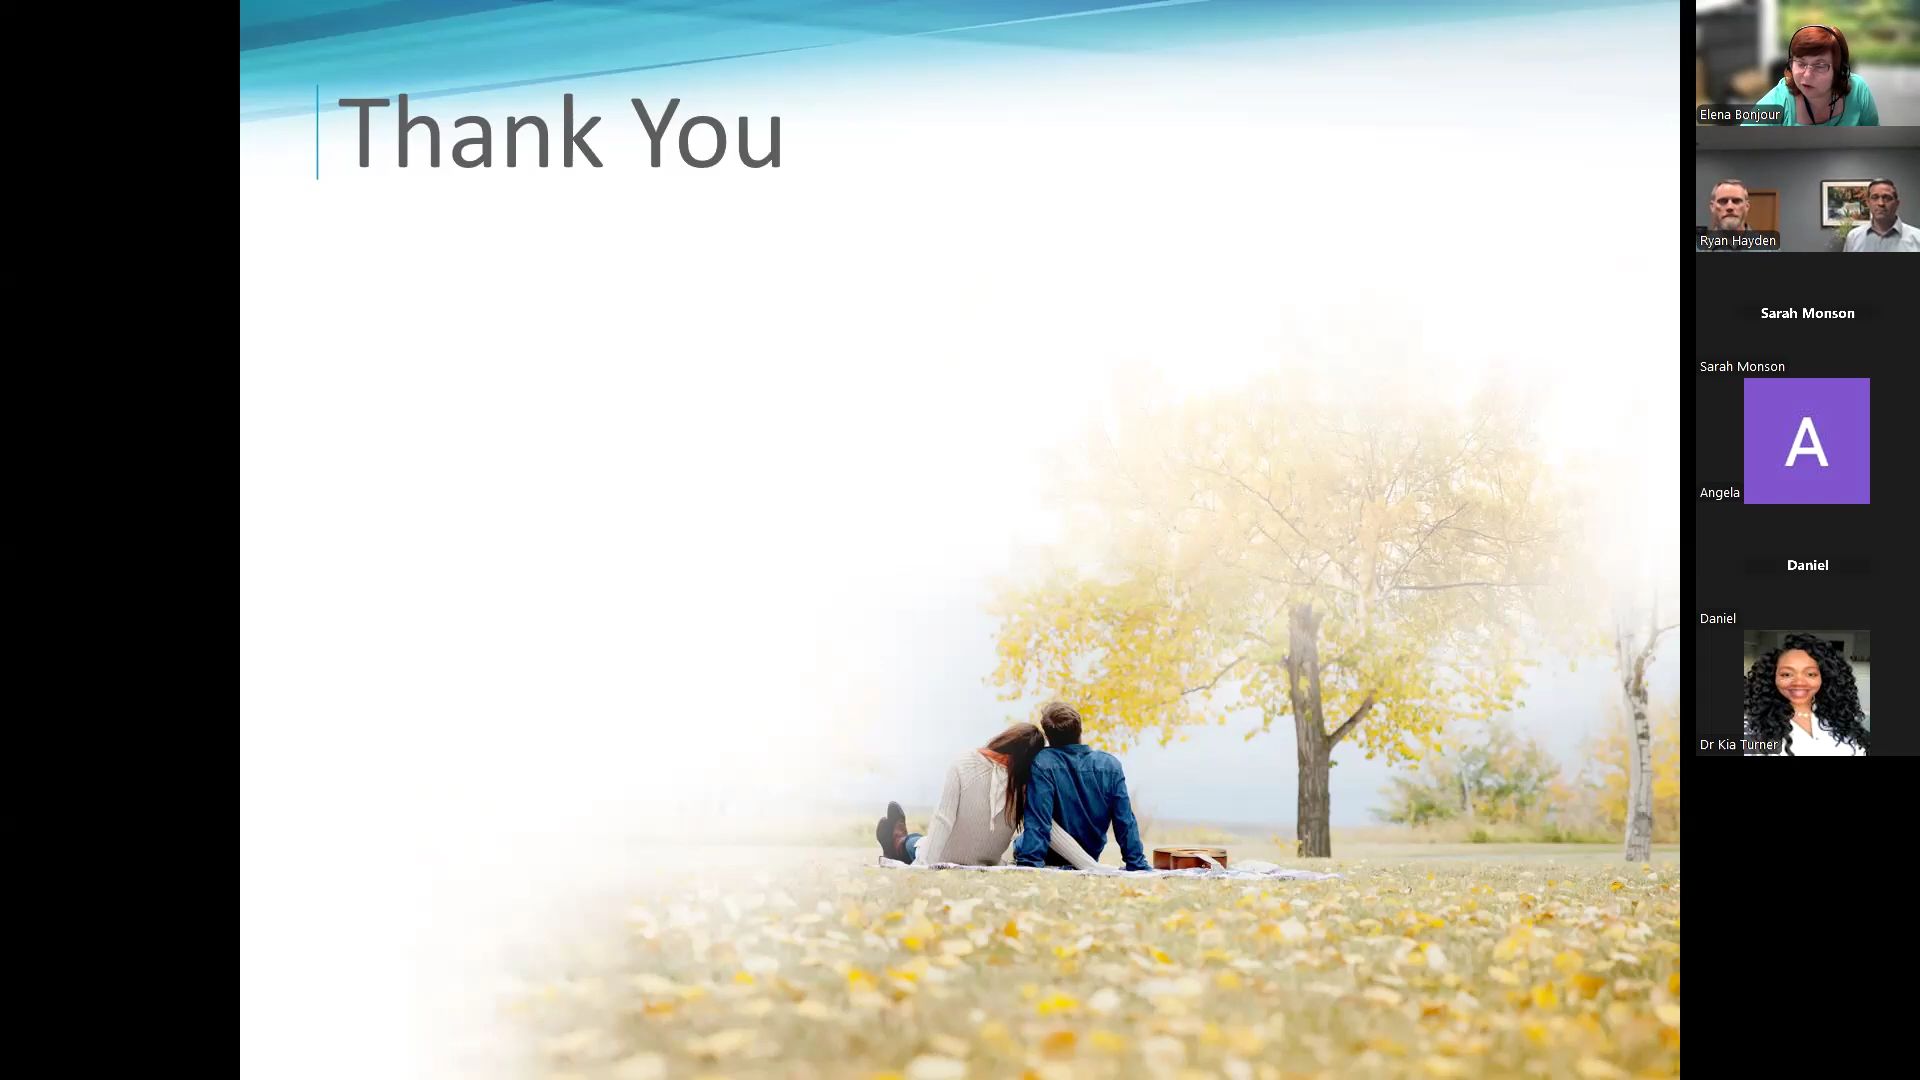 Thank You
Elena Bonjour
Ryan Hayden
Sarah Monson
Sarah Monson
A
Angela
Daniel
Daniel
Dr Kia Turner